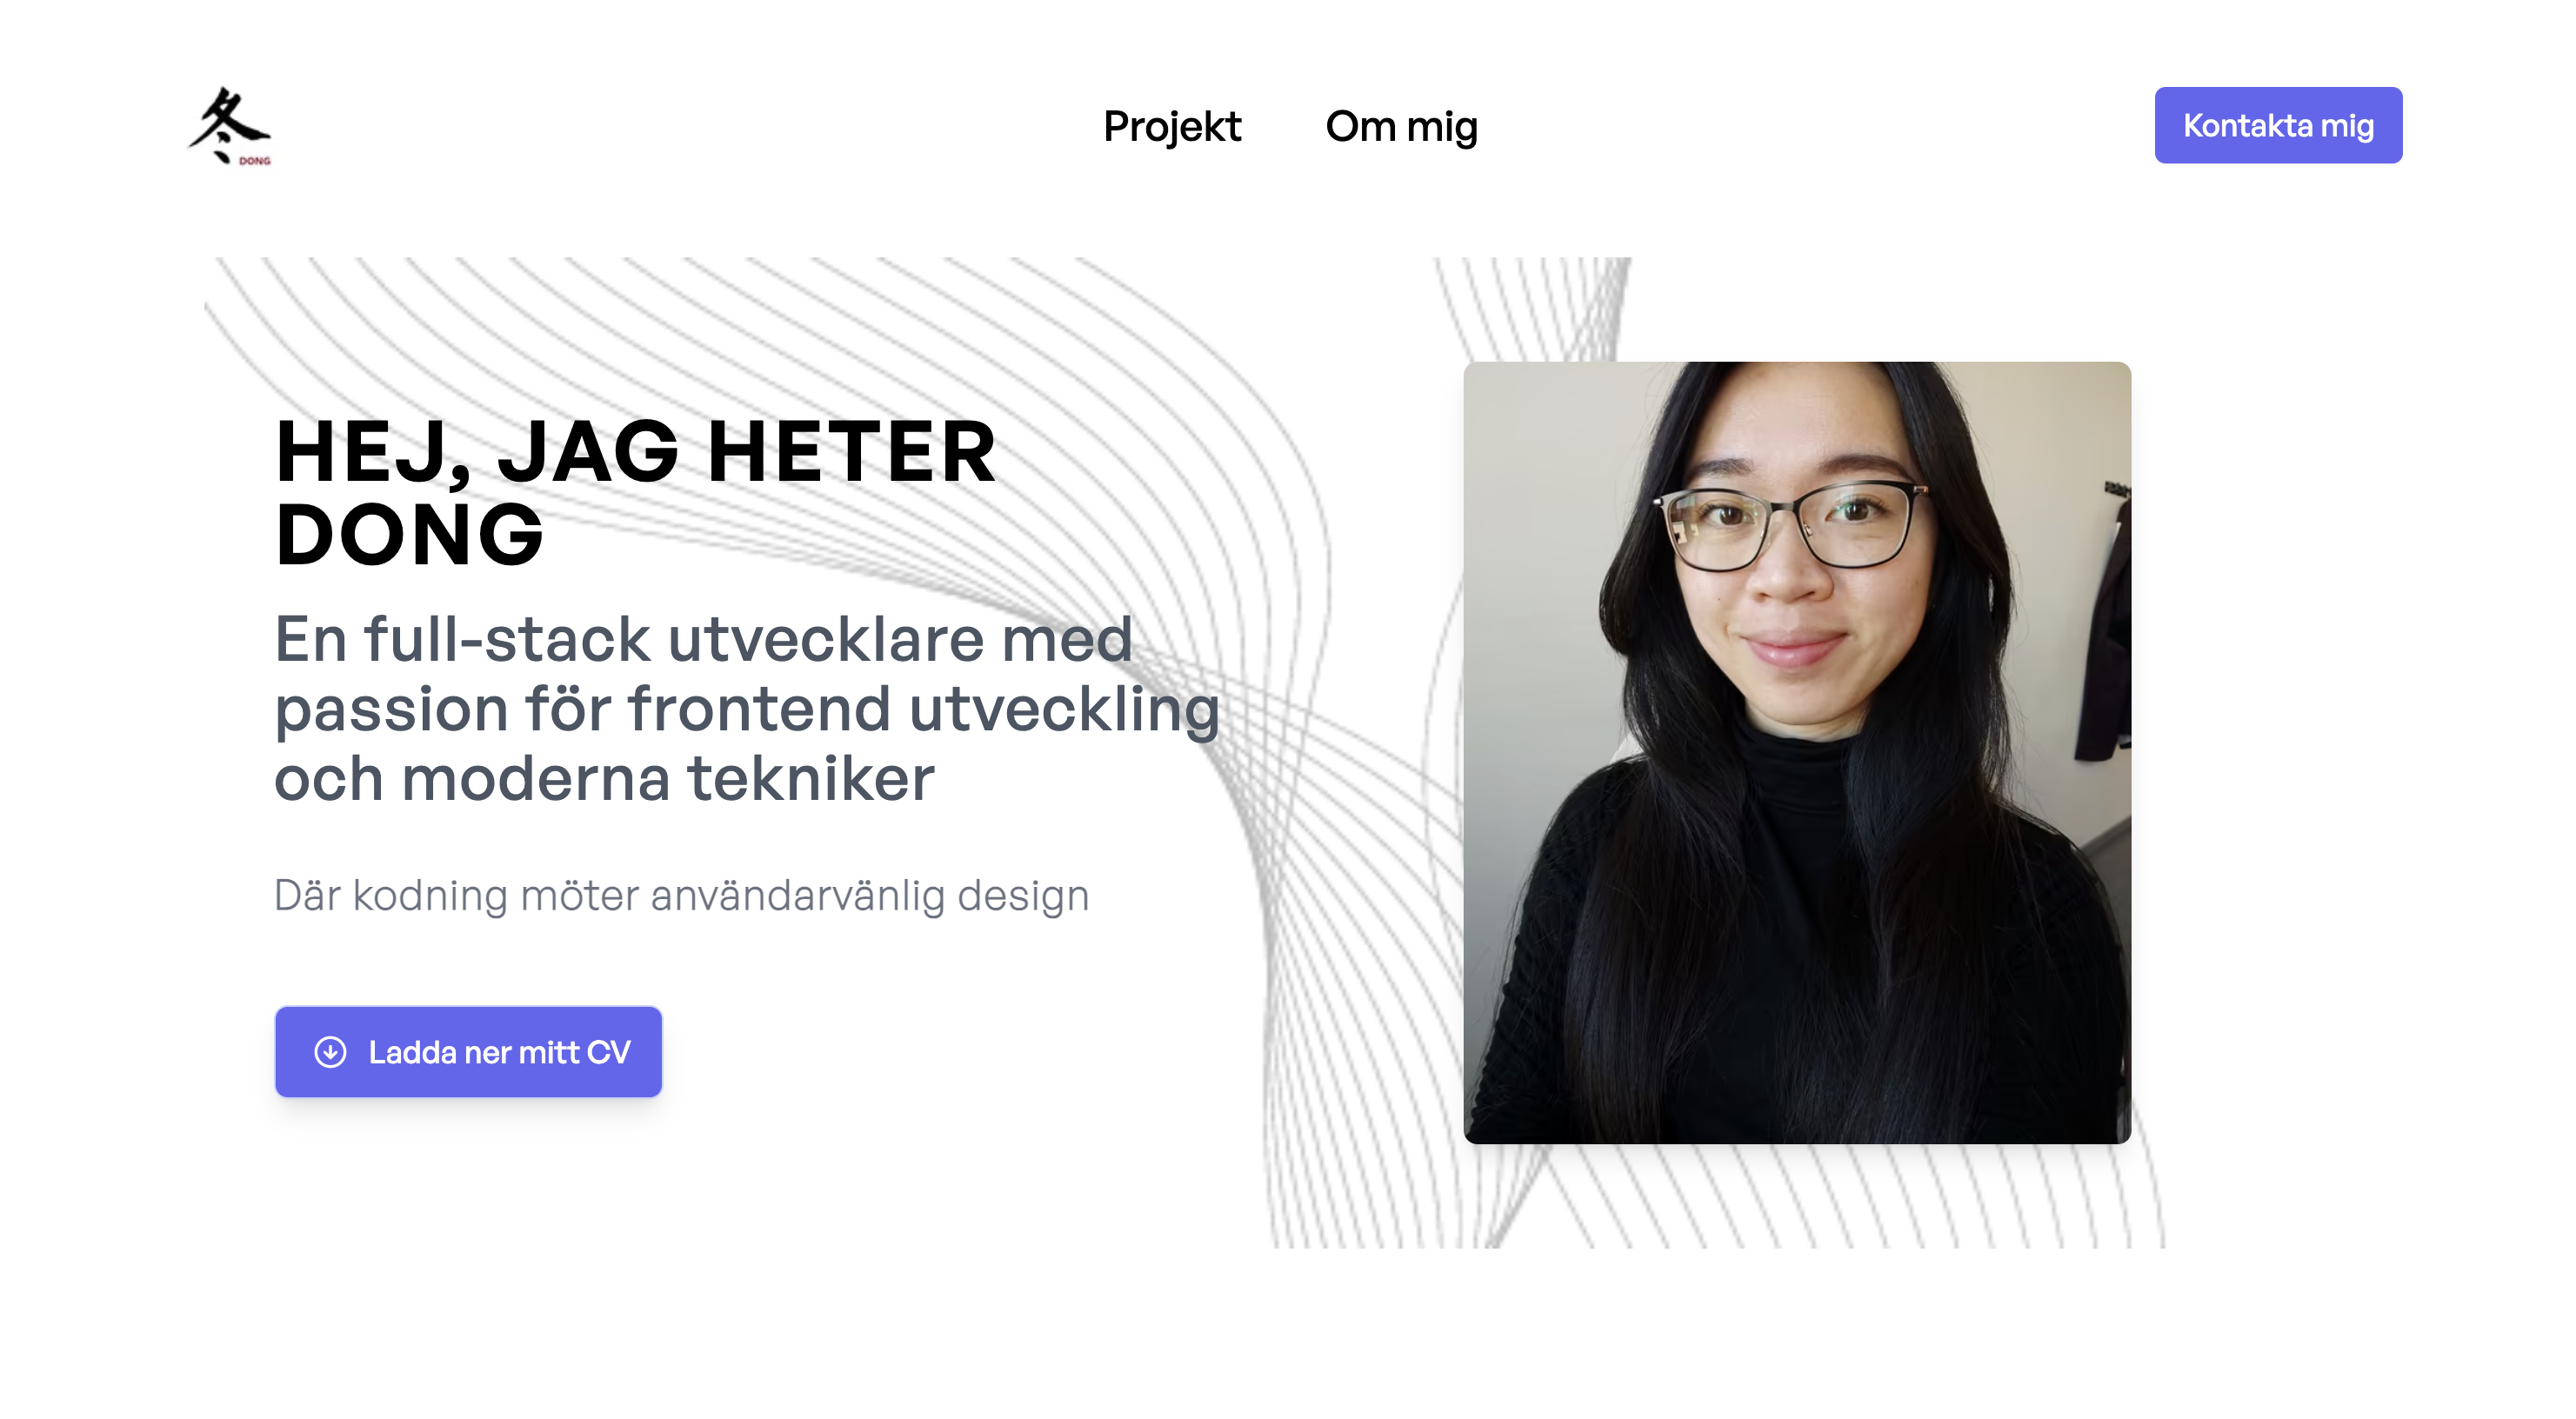 冬
DONG
Projekt
Om mig
Kontakta mig
HEJ, JAG HETER
DONG
En full-stack utvecklare med
passion för frontend utveckling
och moderna tekniker
Där kodning möter användarvänlig design
Ladda ner mitt CV